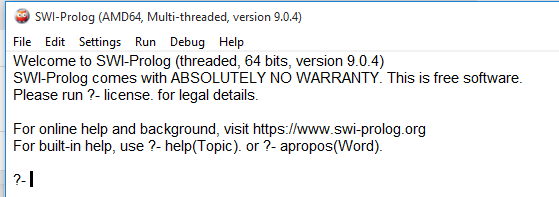 SWI-Prolog (AMD64, Multi-threaded, version 9.0.4)
File Edit Settings Run Debug Help
Welcome to SWI-Prolog (threaded, 64 bits, version 9.0.4)
SWI-Prolog comes with ABSOLUTELY NO WARRANTY. This is free software.
Please run ?- license. for legal details.

For online help and background, visit https://www.swi-prolog.org
For built-in help, use ?- help(Topic). or ?- apropos(Word).

?-